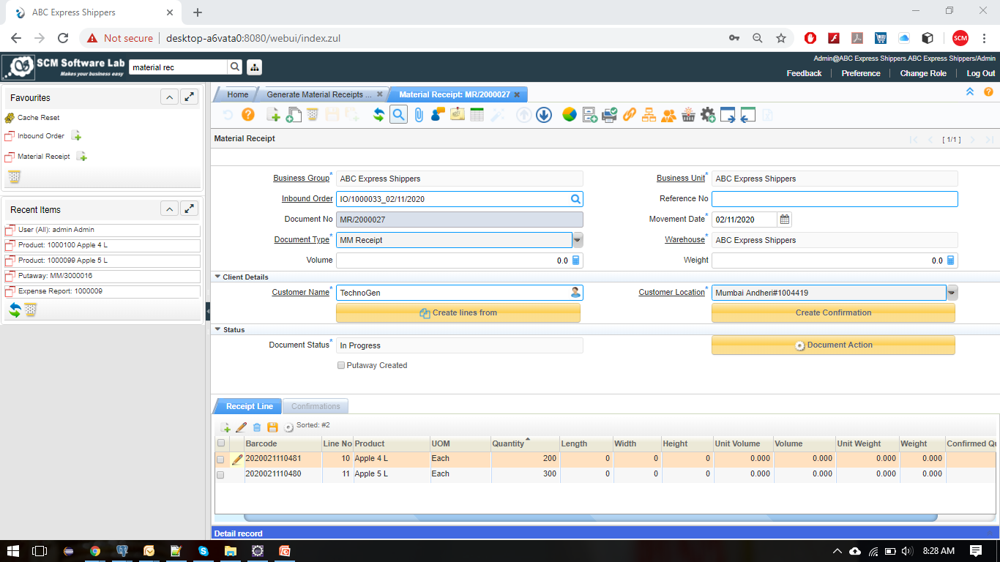 ABC Express Shippers
Not secure desktop-a6vata0:8080/webui/index.zul
SCM
SCM Software Lab
Makes your business easy
material rec
Admin@ABC Express Shippers.ABC Express Shippers/Admin
Feedback Preference Change Role Log Out
Favourites
Cache Reset
Inbound Order
Material Receipt
Recent Items
User (All): admin Admin
Product: 1000100 Apple 4 L
Product: 1000099 Apple 5 L
Putaway: MM/3000016
Expense Report: 1000009
Home Generate Material Receipts ... Material Receipt: MR/2000027
Material Receipt
[ 1/1 ]
Business Group* ABC Express Shippers Business Unit* ABC Express Shippers
Inbound Order IO/1000033_02/11/2020 Reference No
Document No MR/2000027 Movement Date* 02/11/2020
Document Type* MM Receipt Warehouse* ABC Express Shippers
Volume 0.0 Weight 0.0
Client Details
Customer Name* TechnoGen Customer Location* Mumbai Andheri#1004419
Create lines from Create Confirmation
Status
Document Status* In Progress Document Action
Putaway Created
Receipt Line Confirmations
Sorted: #2
Barcode Line No Product UOM Quantity Length Width Height Unit Volume Volume Unit Weight Weight Confirmed Qu
2020021110481 10 Apple 4 L Each 200 0 0 0 0.000 0.000 0.000 0.000
2020021110480 11 Apple 5 L Each 300 0 0 0 0.000 0.000 0.000 0.000
Detail record
8:28 AM